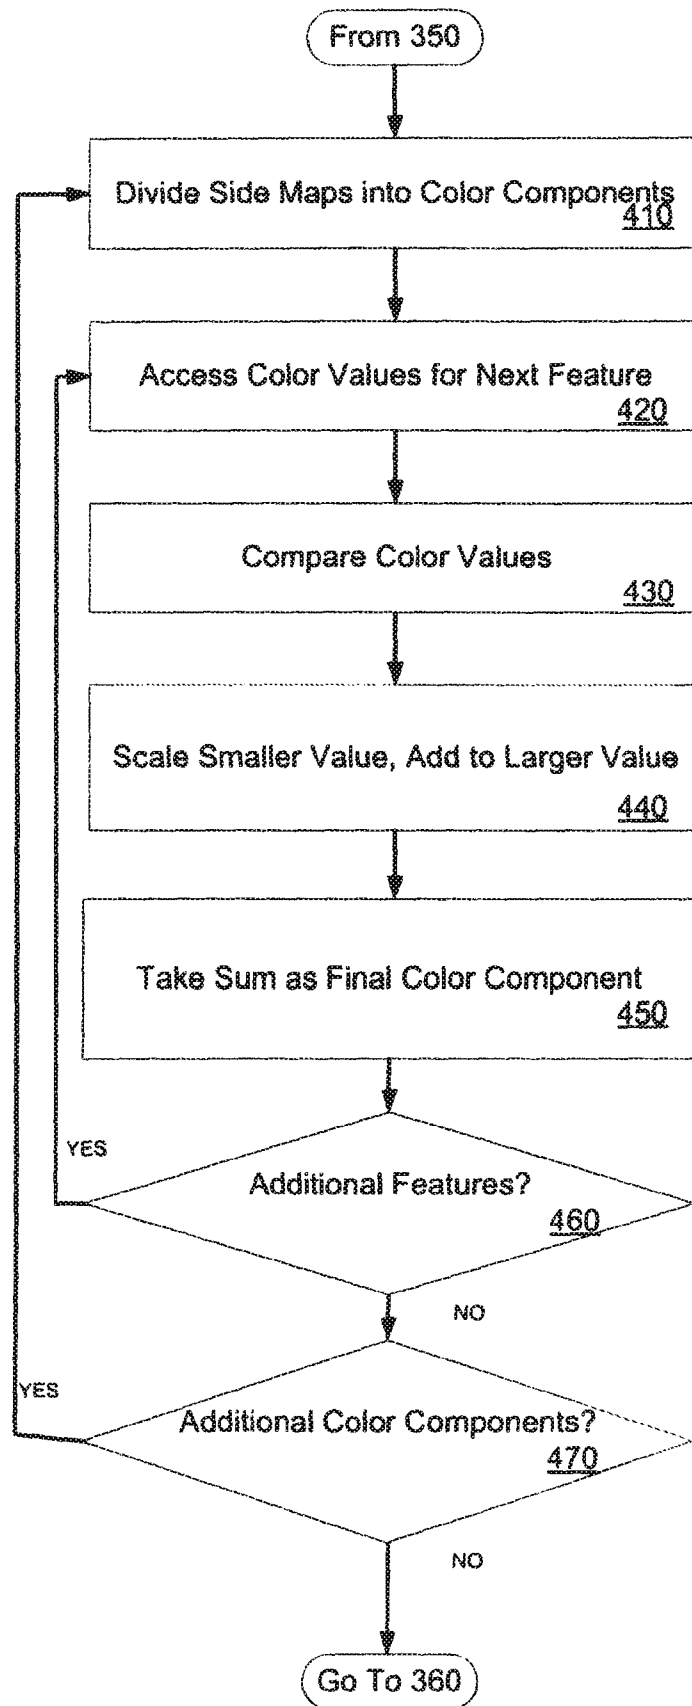 From 350
Divide Side Maps into Color Components
410
Access Color Values for Next Feature
420
Compare Color Values
430
Scale Smaller Value, Add to Larger Value
440
Take Sum as Final Color Component
450
YES
Additional Features?
460
NO
YES
Additional Color Components?
470
NO
Go To 360